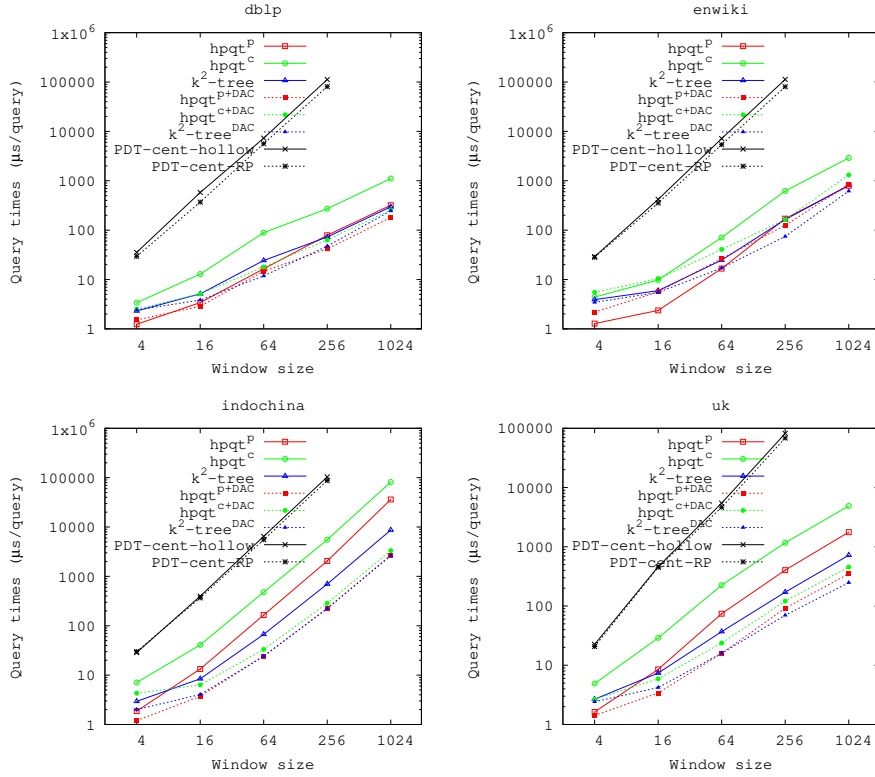 dblp
Query times (µs/query)
1x10^6
100000
10000
1000
100
10
1
hpqt^p
hpqt^c
k^2-tree
hpqt^p+DAC
hpqt^c+DAC
k^2-tree^DAC
PDT-cent-hollow
PDT-cent-RP
4 16 64 256 1024
Window size
enwiki
Query times (µs/query)
1x10^6
100000
10000
1000
100
10
1
hpqt^p
hpqt^c
k^2-tree
hpqt^p+DAC
hpqt^c+DAC
k^2-tree^DAC
PDT-cent-hollow
PDT-cent-RP
4 16 64 256 1024
Window size
indochina
Query times (µs/query)
1x10^6
100000
10000
1000
100
10
1
hpqt^p
hpqt^c
k^2-tree
hpqt^p+DAC
hpqt^c+DAC
k^2-tree^DAC
PDT-cent-hollow
PDT-cent-RP
4 16 64 256 1024
Window size
uk
Query times (µs/query)
100000
10000
1000
100
10
1
hpqt^p
hpqt^c
k^2-tree
hpqt^p+DAC
hpqt^c+DAC
k^2-tree^DAC
PDT-cent-hollow
PDT-cent-RP
4 16 64 256 1024
Window size